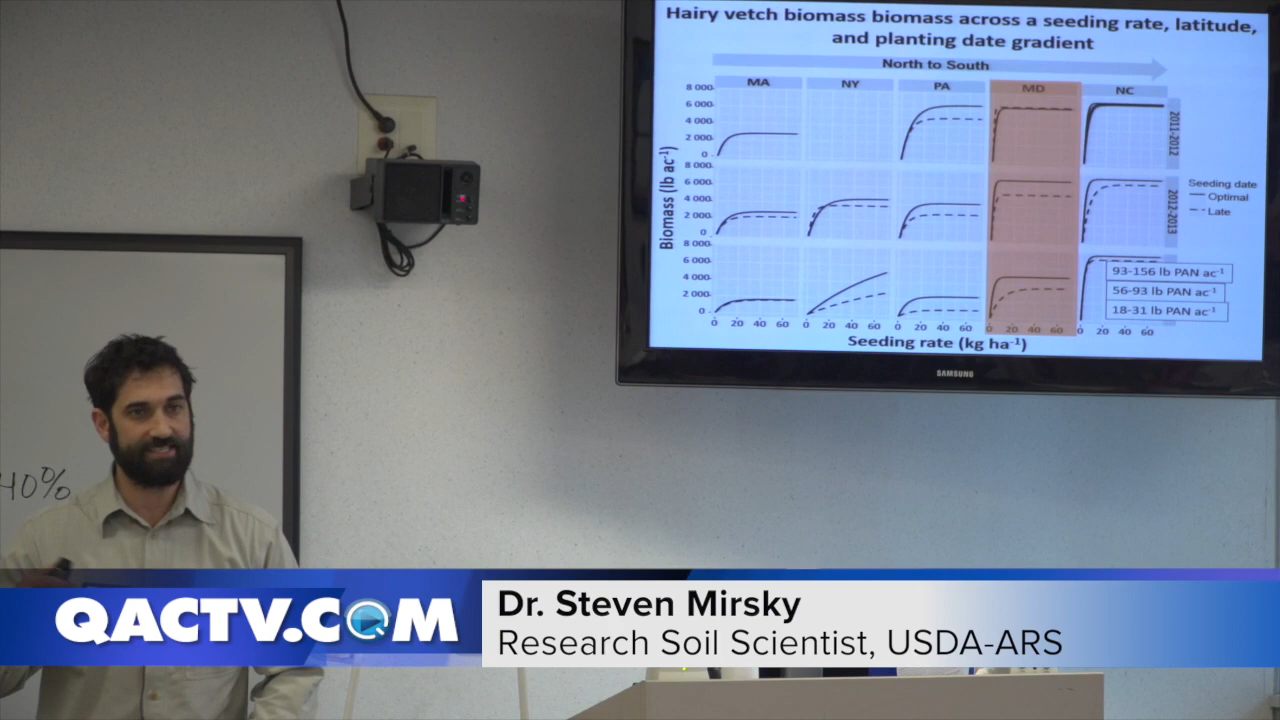 Hairy vetch biomass biomass across a seeding rate, latitude,
and planting date gradient
North to South
MA NY PA MD NC
8 000
6 000
4 000
2 000
0
8 000
6 000
4 000
2 000
0
8 000
6 000
4 000
2 000
0
Biomass (lb ac-1)
2011-2012
2012-2013
Seeding date
Optimal
Late
93-156 lb PAN ac-1
56-93 lb PAN ac-1
18-31 lb PAN ac-1
0 20 40 60 0 20 40 60 0 20 40 60 0 20 40 60 0 20 40 60
Seeding rate (kg ha-1)
SAMSUNG
40%
QACTV.COM
Dr. Steven Mirsky
Research Soil Scientist, USDA-ARS